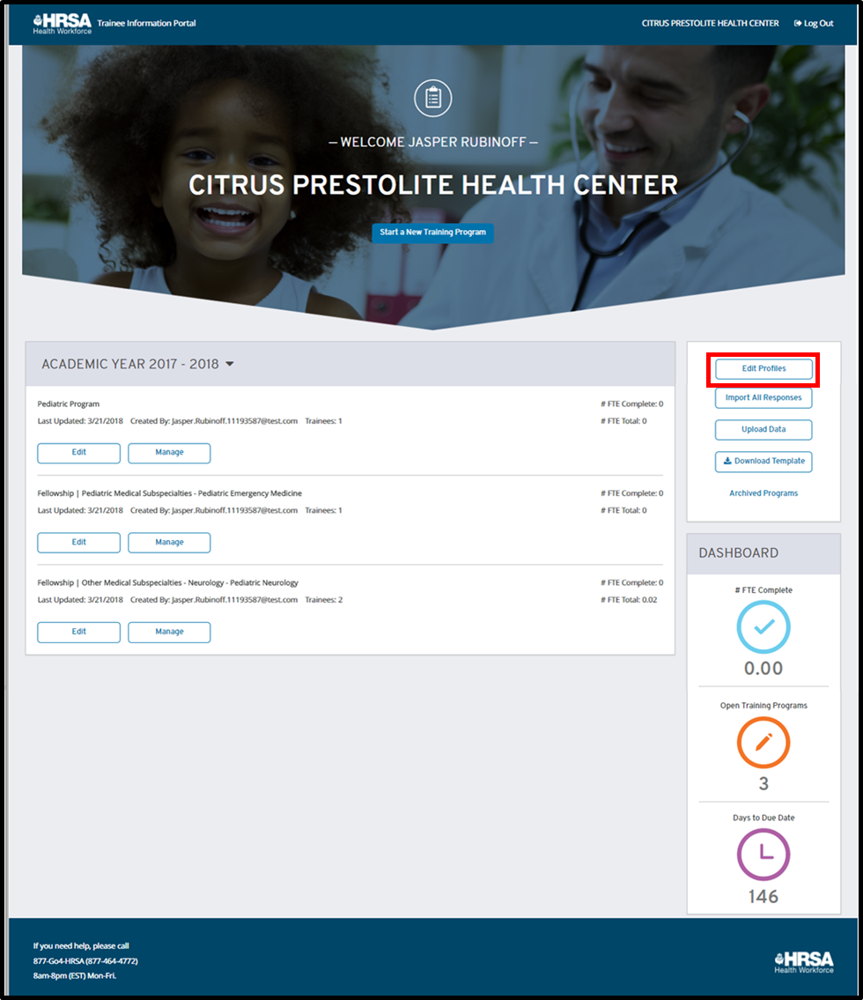 HRSA
Health Workforce
Trainee Information Portal
CITRUS PRESTOLITE HEALTH CENTER
Log Out
— WELCOME JASPER RUBINOFF —
CITRUS PRESTOLITE HEALTH CENTER
Start a New Training Program
ACADEMIC YEAR 2017 - 2018
Pediatric Program
# FTE Complete: 0
Last Updated: 3/21/2018 Created By: Jasper.Rubinoff.11193587@test.com Trainees: 1
# FTE Total: 0
Edit
Manage
Fellowship | Pediatric Medical Subspecialties - Pediatric Emergency Medicine
# FTE Complete: 0
Last Updated: 3/21/2018 Created By: Jasper.Rubinoff.11193587@test.com Trainees: 1
# FTE Total: 0
Edit
Manage
Fellowship | Other Medical Subspecialties - Neurology - Pediatric Neurology
# FTE Complete: 0
Last Updated: 3/21/2018 Created By: Jasper.Rubinoff.11193587@test.com Trainees: 2
# FTE Total: 0.02
Edit
Manage
Edit Profiles
Import All Responses
Upload Data
Download Template
Archived Programs
DASHBOARD
# FTE Complete
0.00
Open Training Programs
3
Days to Due Date
146
If you need help, please call
877-Go4-HRSA (877-464-4772)
8am-8pm (EST) Mon-Fri.
HRSA
Health Workforce